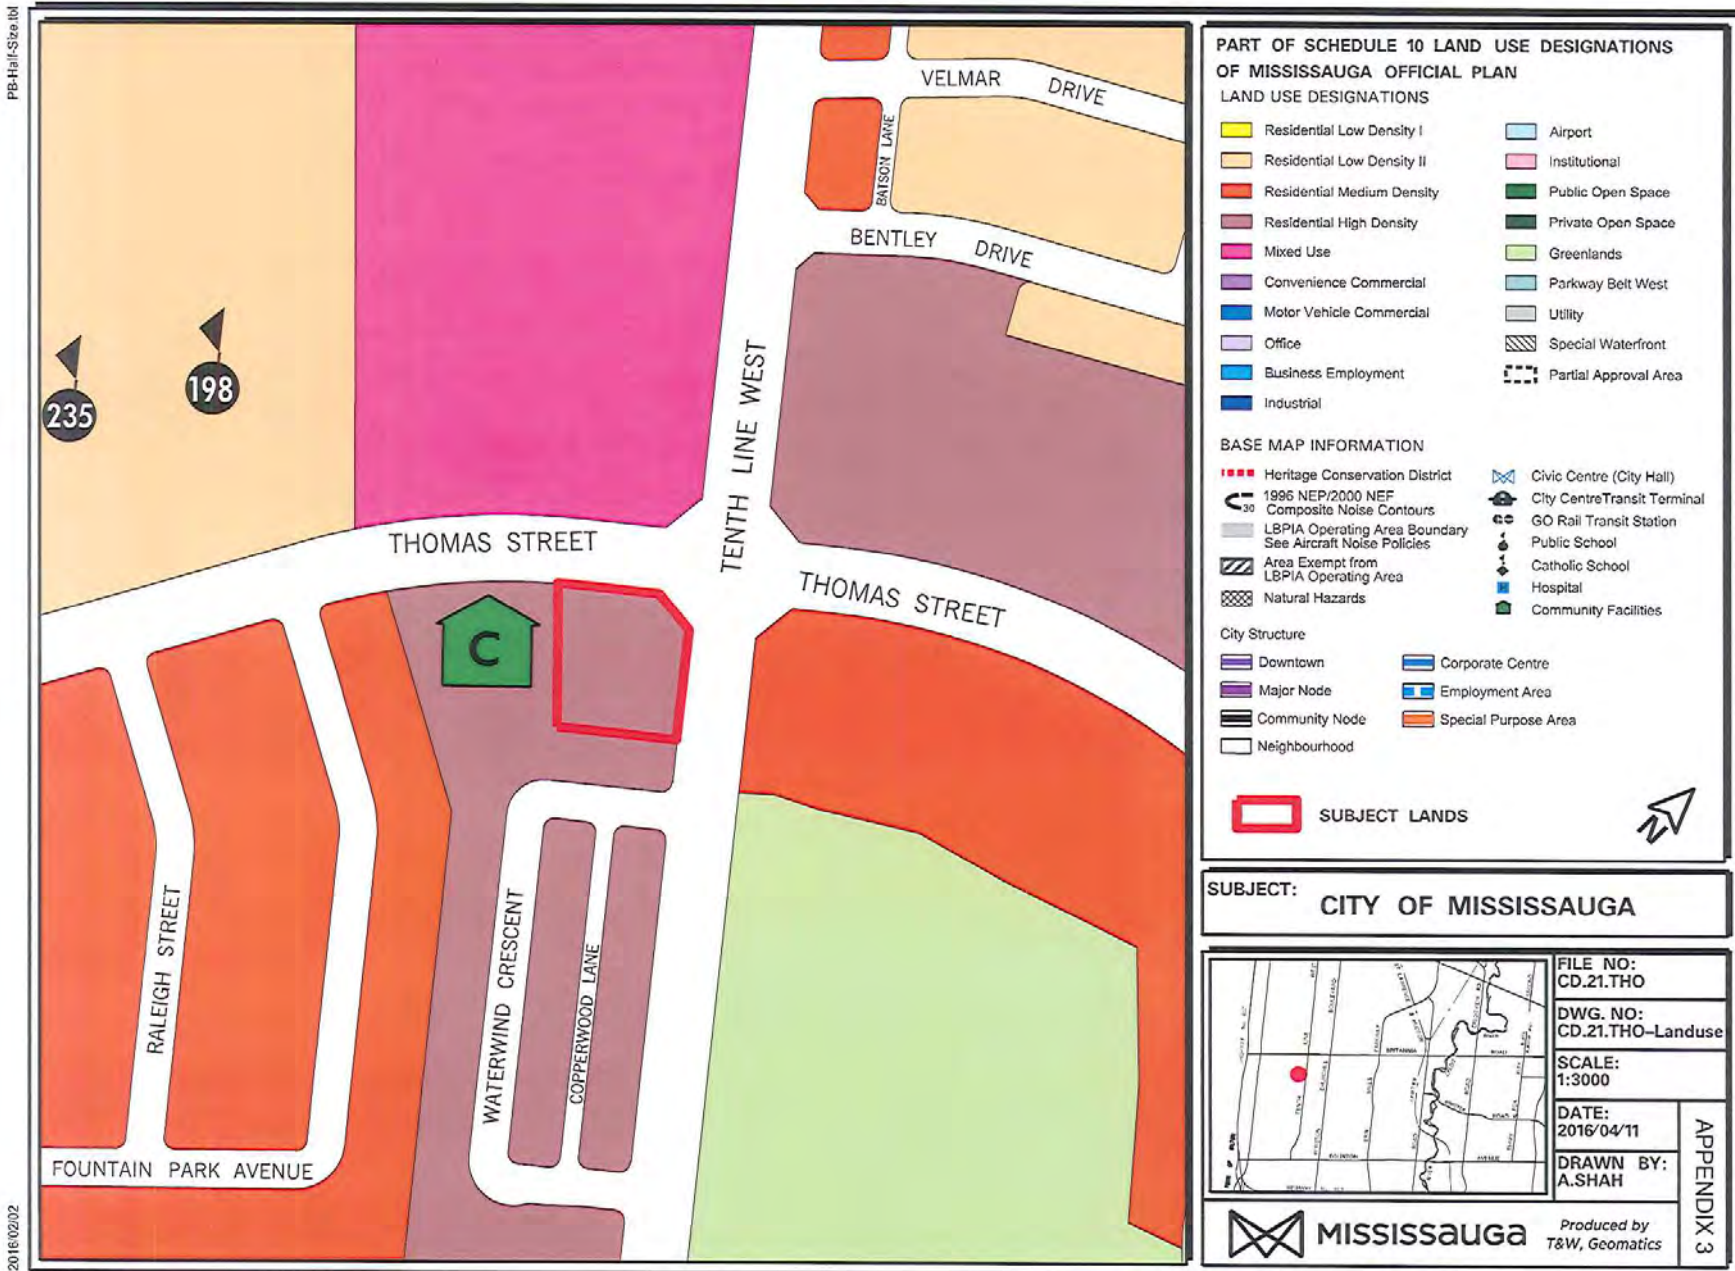 PB-Half-Size.tbl
2016/02/02
VELMAR DRIVE
BATSON LANE
BENTLEY DRIVE
TENTH LINE WEST
198
235
THOMAS STREET
THOMAS STREET
C
RALEIGH STREET
WATERWIND CRESCENT
COPPERWOOD LANE
FOUNTAIN PARK AVENUE
PART OF SCHEDULE 10 LAND USE DESIGNATIONS
OF MISSISSAUGA OFFICIAL PLAN
LAND USE DESIGNATIONS
Residential Low Density I
Residential Low Density II
Residential Medium Density
Residential High Density
Mixed Use
Convenience Commercial
Motor Vehicle Commercial
Office
Business Employment
Industrial
Airport
Institutional
Public Open Space
Private Open Space
Greenlands
Parkway Belt West
Utility
Special Waterfront
Partial Approval Area
BASE MAP INFORMATION
Heritage Conservation District
30
1996 NEP/2000 NEF
Composite Noise Contours
LBPIA Operating Area Boundary
See Aircraft Noise Policies
Area Exempt from
LBPIA Operating Area
Natural Hazards
Civic Centre (City Hall)
City CentreTransit Terminal
GO Rail Transit Station
Public School
Catholic School
H Hospital
Community Facilities
City Structure
Downtown
Major Node
Community Node
Neighbourhood
Corporate Centre
Employment Area
Special Purpose Area
SUBJECT LANDS
N
SUBJECT:
CITY OF MISSISSAUGA
BRITANNIA ROAD
EGLINTON AVENUE
TENTH LINE
FILE NO:
CD.21.THO
DWG. NO:
CD.21.THO–Landuse
SCALE:
1:3000
DATE:
2016/04/11
DRAWN BY:
A.SHAH
APPENDIX 3
MISSISSAUGA
Produced by
T&W, Geomatics